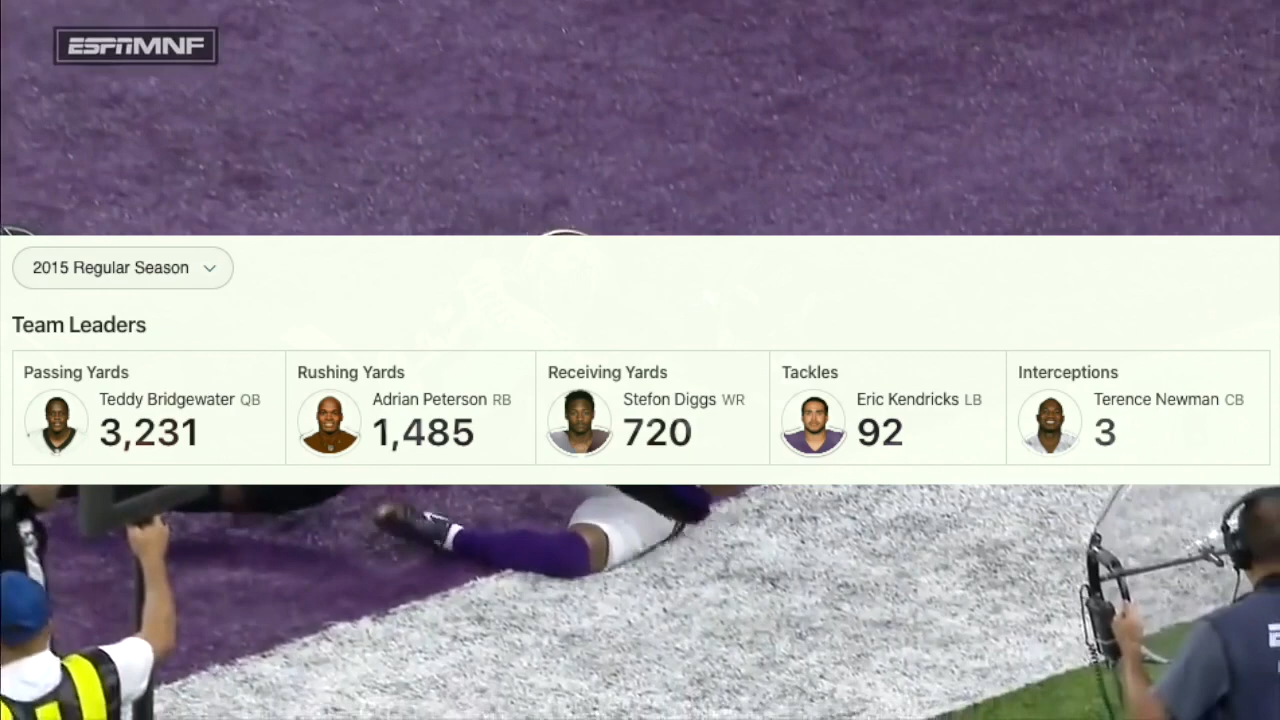 ESPN MNF
2015 Regular Season
Team Leaders
Passing Yards
Teddy Bridgewater QB
3,231
Rushing Yards
Adrian Peterson RB
1,485
Receiving Yards
Stefon Diggs WR
720
Tackles
Eric Kendricks LB
92
Interceptions
Terence Newman CB
3